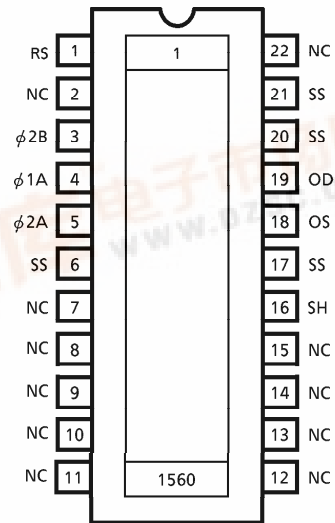 RS 1 1 22 NC
NC 2 21 SS
ϕ2B 3 20 SS
ϕ1A 4 19 OD
ϕ2A 5 18 OS
SS 6 17 SS
NC 7 16 SH
NC 8 15 NC
NC 9 14 NC
NC 10 13 NC
NC 11 1560 12 NC